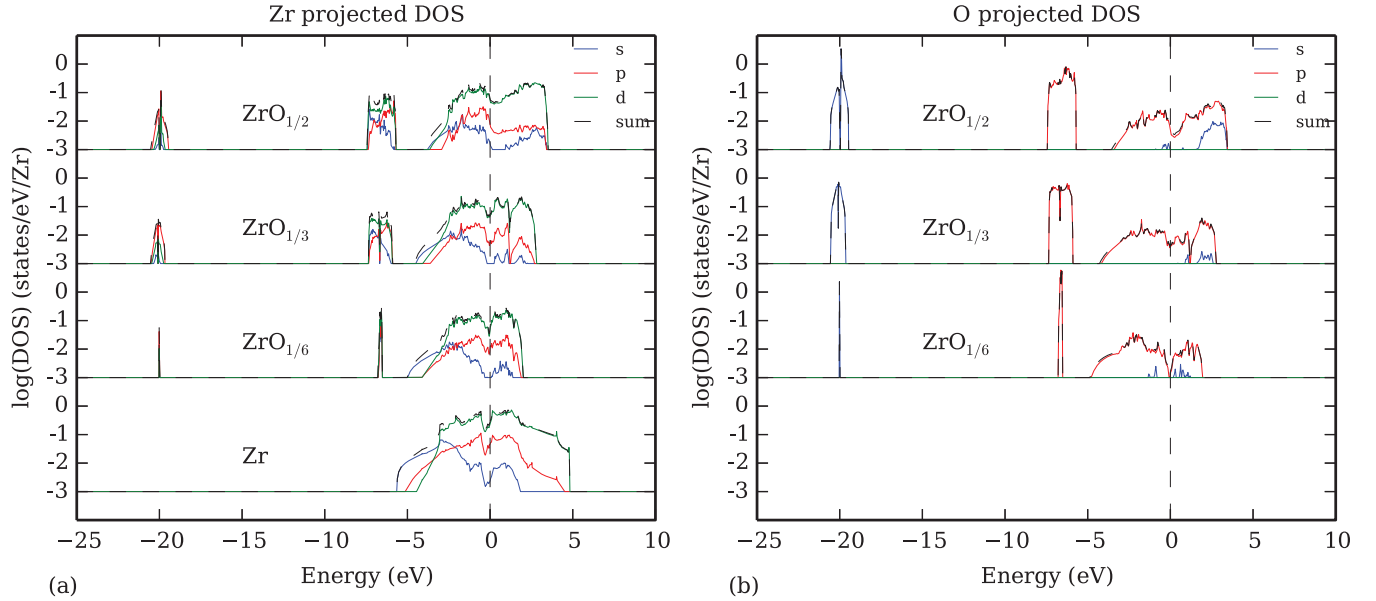 Zr projected DOS
log(DOS) (states/eV/Zr)
0
-1
-2
-3
0
-1
-2
-3
0
-1
-2
-3
0
-1
-2
-3
ZrO1/2
ZrO1/3
ZrO1/6
Zr
s
p
d
sum
−25 −20 −15 −10 −5 0 5 10
Energy (eV)
(a)
O projected DOS
log(DOS) (states/eV/Zr)
0
-1
-2
-3
0
-1
-2
-3
0
-1
-2
-3
0
-1
-2
-3
ZrO1/2
ZrO1/3
ZrO1/6
s
p
d
sum
−25 −20 −15 −10 −5 0 5 10
Energy (eV)
(b)